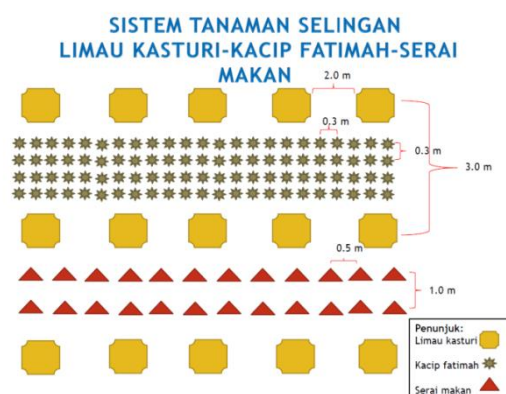 SISTEM TANAMAN SELINGAN
LIMAU KASTURI-KACIP FATIMAH-SERAI
MAKAN
2.0 m
0.3 m
0.3 m
3.0 m
0.5 m
1.0 m
Penunjuk:
Limau kasturi
Kacip fatimah
Serai makan